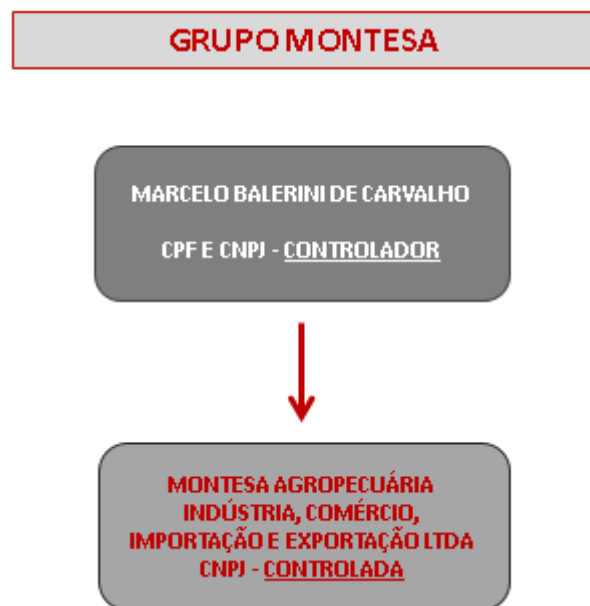 GRUPO MONTESA
MARCELO BALERINI DE CARVALHO
CPF E CNPJ - CONTROLADOR
MONTESA AGROPECUÁRIA
INDÚSTRIA, COMÉRCIO,
IMPORTAÇÃO E EXPORTAÇÃO LTDA
CNPJ - CONTROLADA